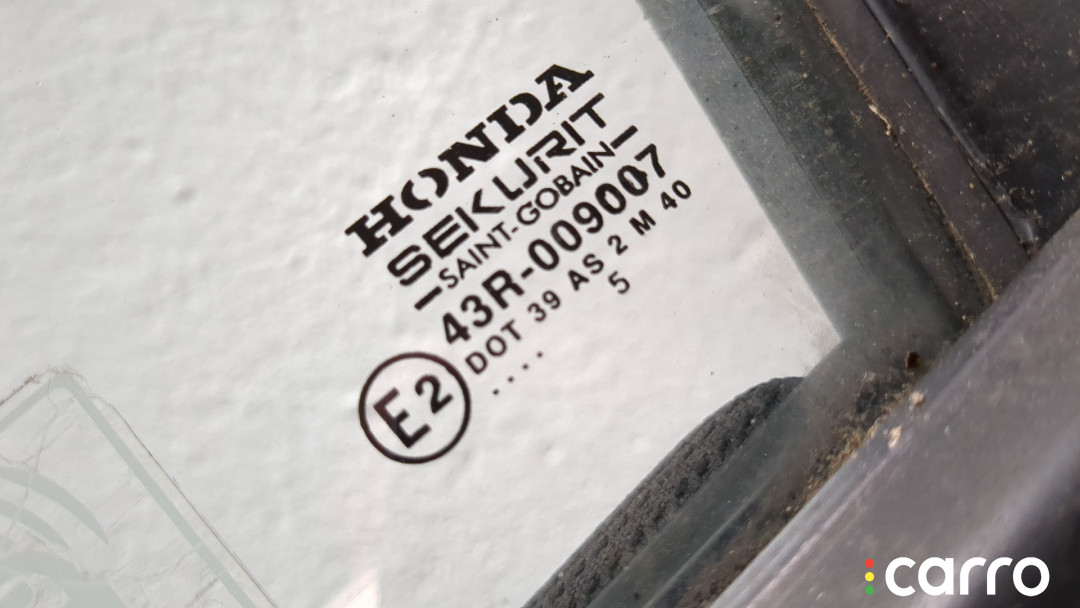 HONDA
SEKURIT
SAINT-GOBAIN
43R-009007
E2
DOT 39 AS 2 M 40
.... 5
carro